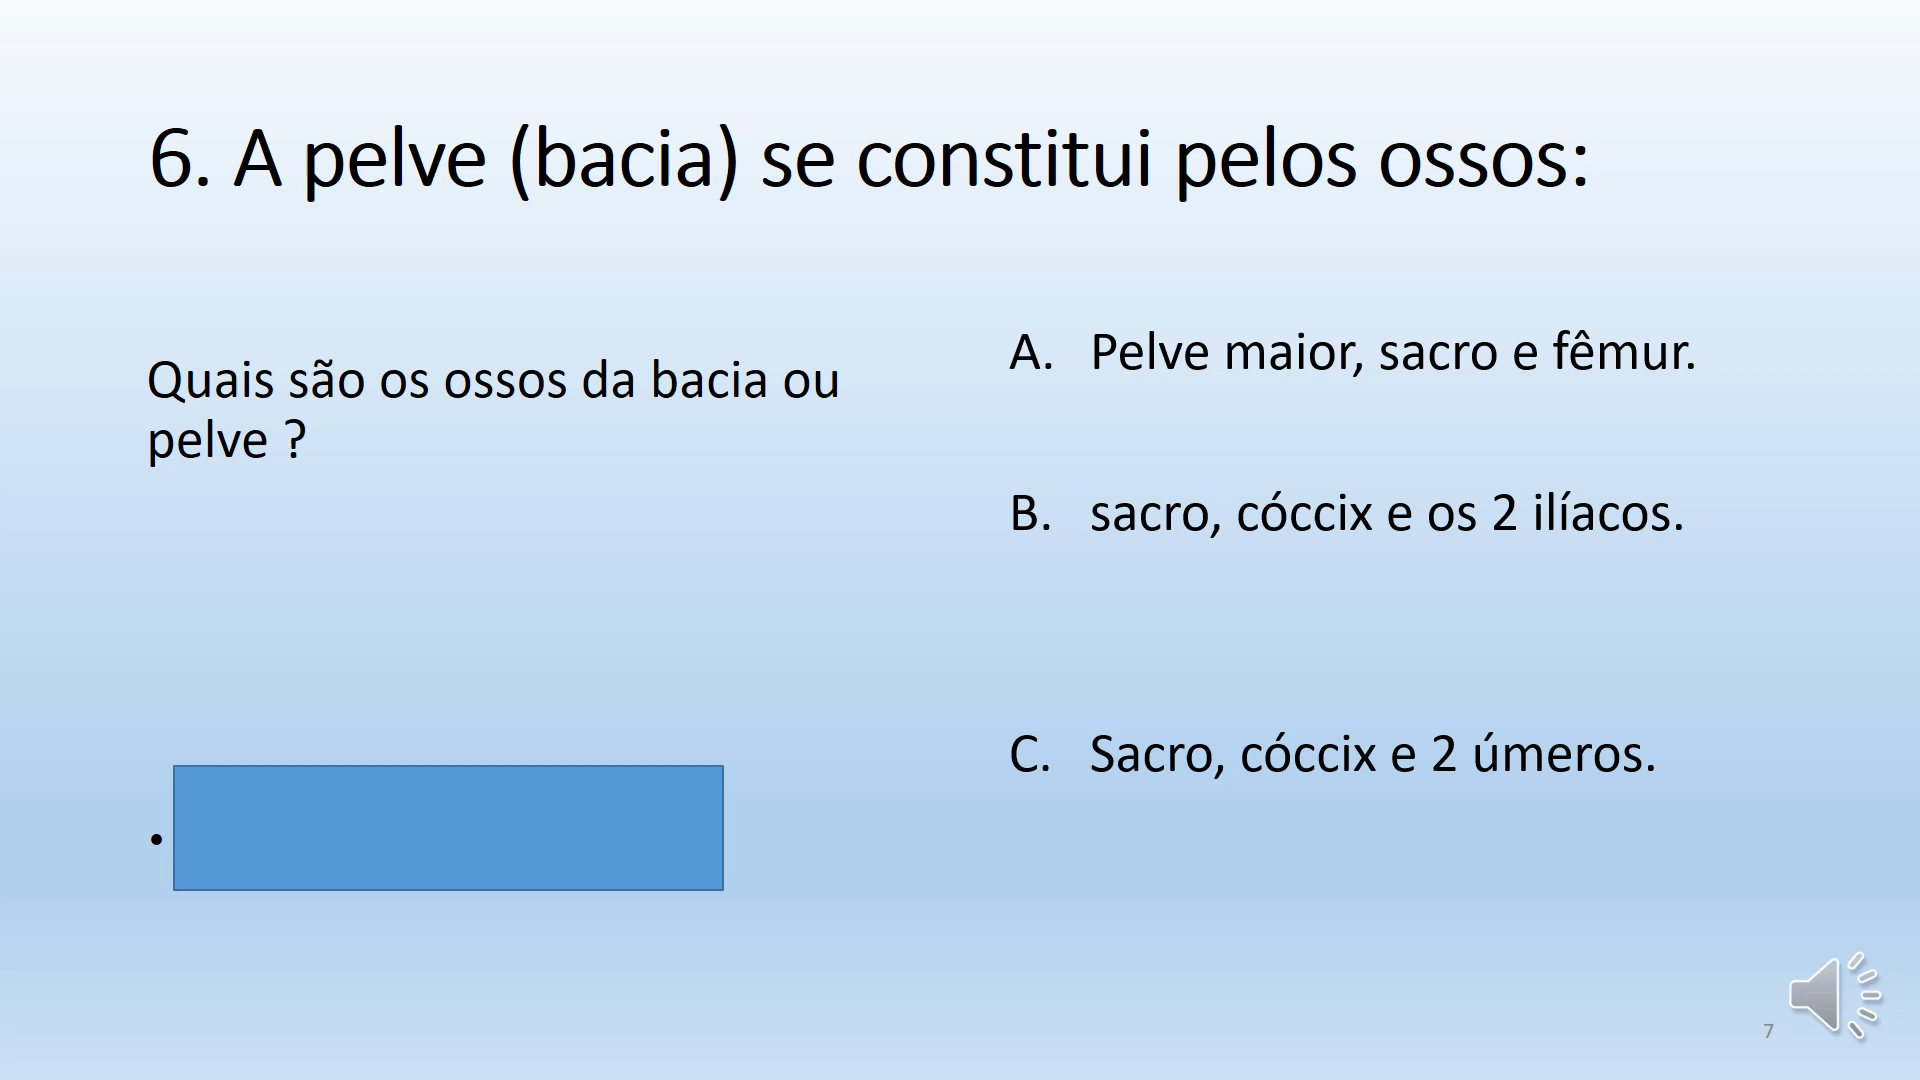 6. A pelve (bacia) se constitui pelos ossos:
Quais são os ossos da bacia ou
pelve ?
•
A. Pelve maior, sacro e fêmur.
B. sacro, cóccix e os 2 ilíacos.
C. Sacro, cóccix e 2 úmeros.
7